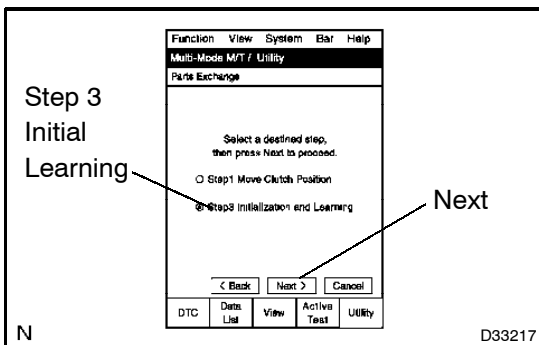 Function View System Bar Help
Multi-Mode M/T / Utility
Parts Exchange
Step 3
Initial
Learning
Select a destined step,
then press Next to proceed.
Step1 Move Clutch Position
Step3 Initialization and Learning
Next
< Back Next > Cancel
DTC Data List View Active Test Utility
N D33217